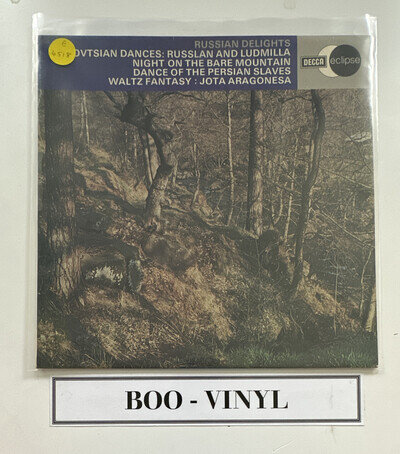 RUSSIAN DELIGHTS
OVTSIAN DANCES: RUSSLAN AND LUDMILLA
NIGHT ON THE BARE MOUNTAIN
DANCE OF THE PERSIAN SLAVES
WALTZ FANTASY : JOTA ARAGONESA
DECCA eclipse
BOO - VINYL